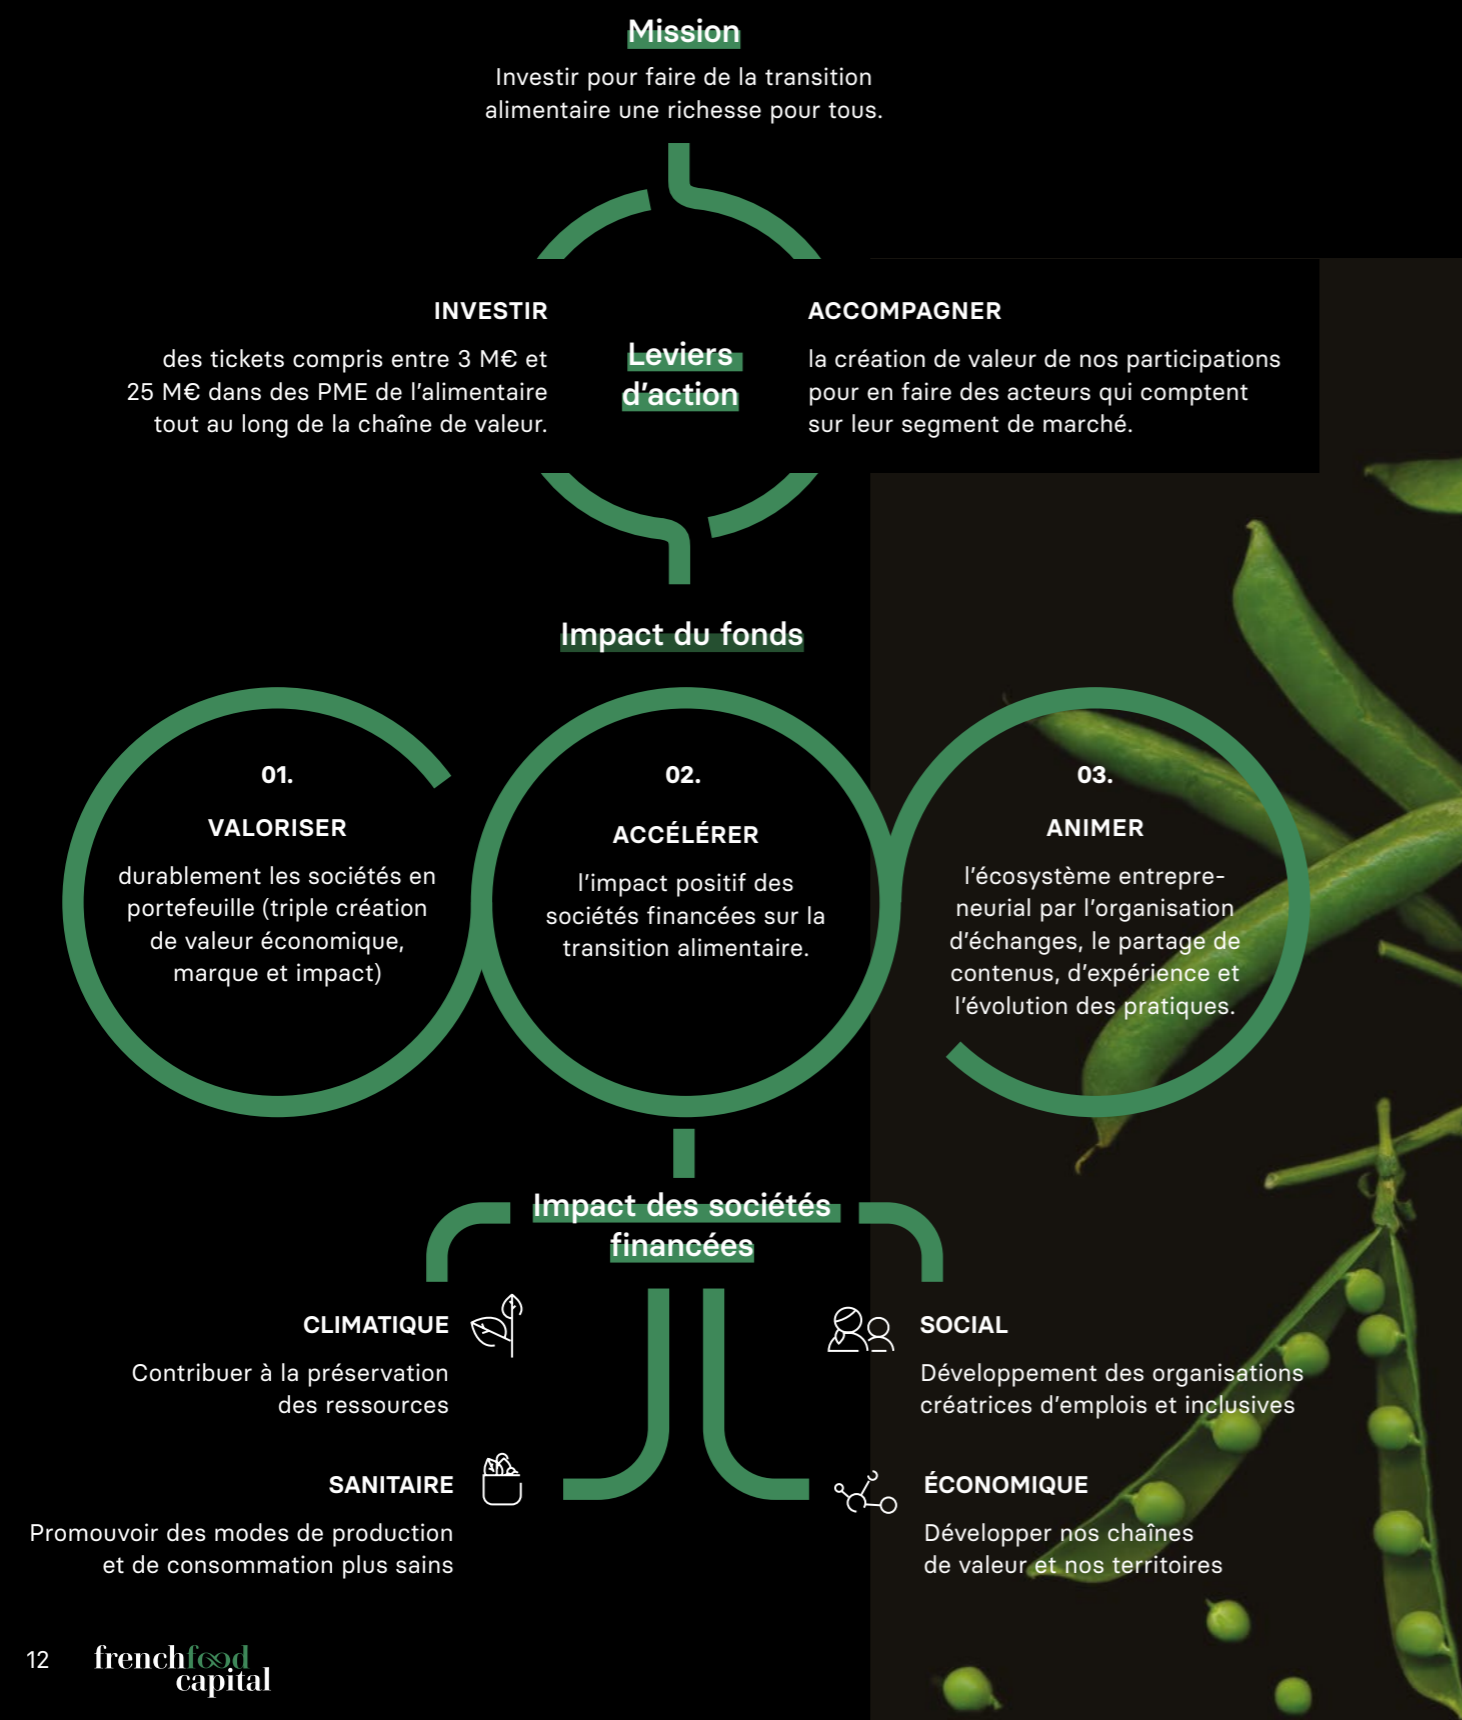 Mission
Investir pour faire de la transition
alimentaire une richesse pour tous.
INVESTIR
des tickets compris entre 3 M€ et
25 M€ dans des PME de l’alimentaire
tout au long de la chaîne de valeur.
Leviers
d’action
ACCOMPAGNER
la création de valeur de nos participations
pour en faire des acteurs qui comptent
sur leur segment de marché.
Impact du fonds
01.
VALORISER
durablement les sociétés en
portefeuille (triple création
de valeur économique,
marque et impact)
02.
ACCÉLÉRER
l’impact positif des
sociétés financées sur la
transition alimentaire.
03.
ANIMER
l’écosystème entrepre-
neurial par l’organisation
d’échanges, le partage de
contenus, d’expérience et
l’évolution des pratiques.
Impact des sociétés
financées
CLIMATIQUE
Contribuer à la préservation
des ressources
SOCIAL
Développement des organisations
créatrices d’emplois et inclusives
SANITAIRE
Promouvoir des modes de production
et de consommation plus sains
ÉCONOMIQUE
Développer nos chaînes
de valeur et nos territoires
12
frenchfood
capital